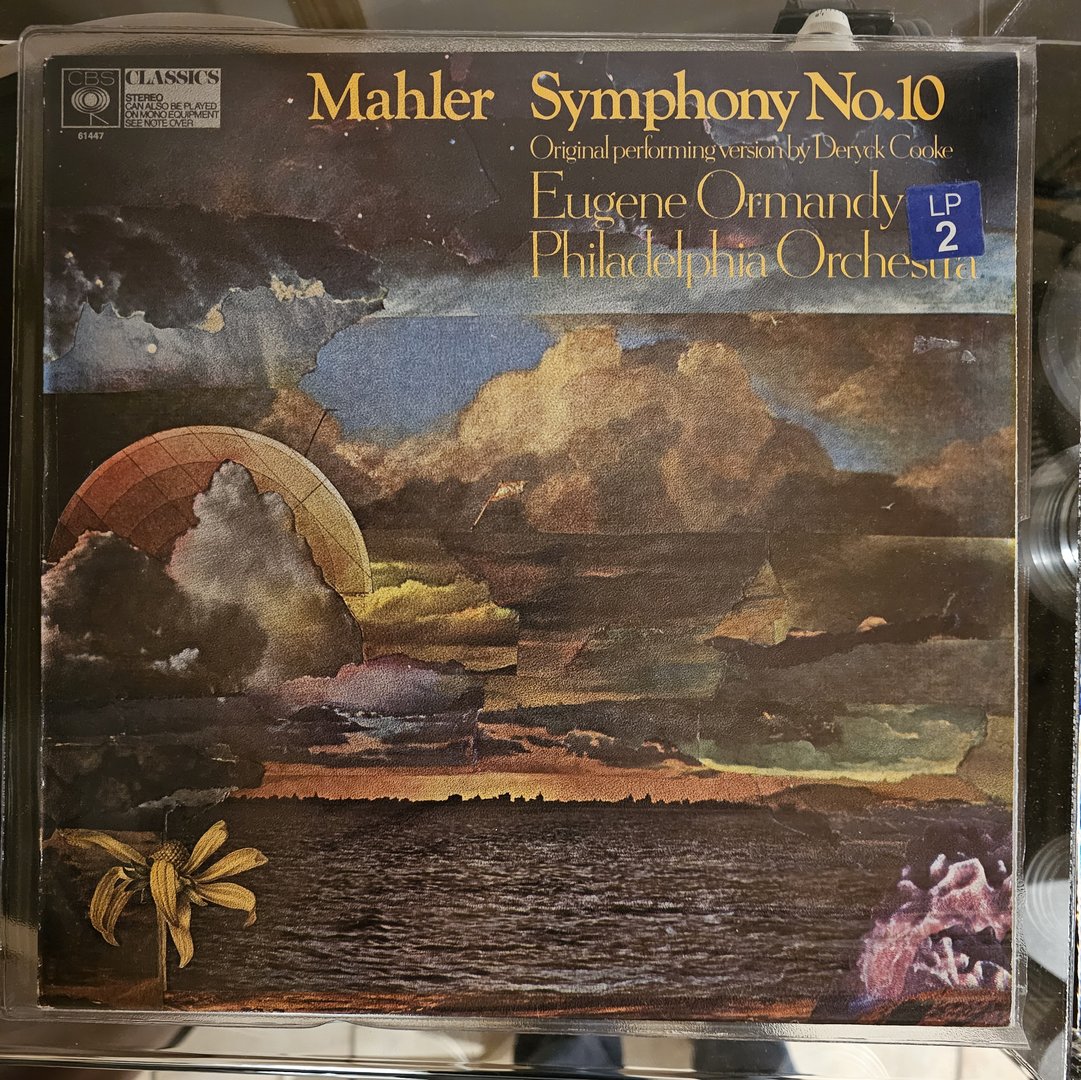 CBS
CLASSICS
STEREO
CAN ALSO BE PLAYED
ON MONO EQUIPMENT
SEE NOTE OVER
61447
Mahler Symphony No.10
Original performing version by Deryck Cooke
Eugene Ormandy
Philadelphia Orchestra
LP
2